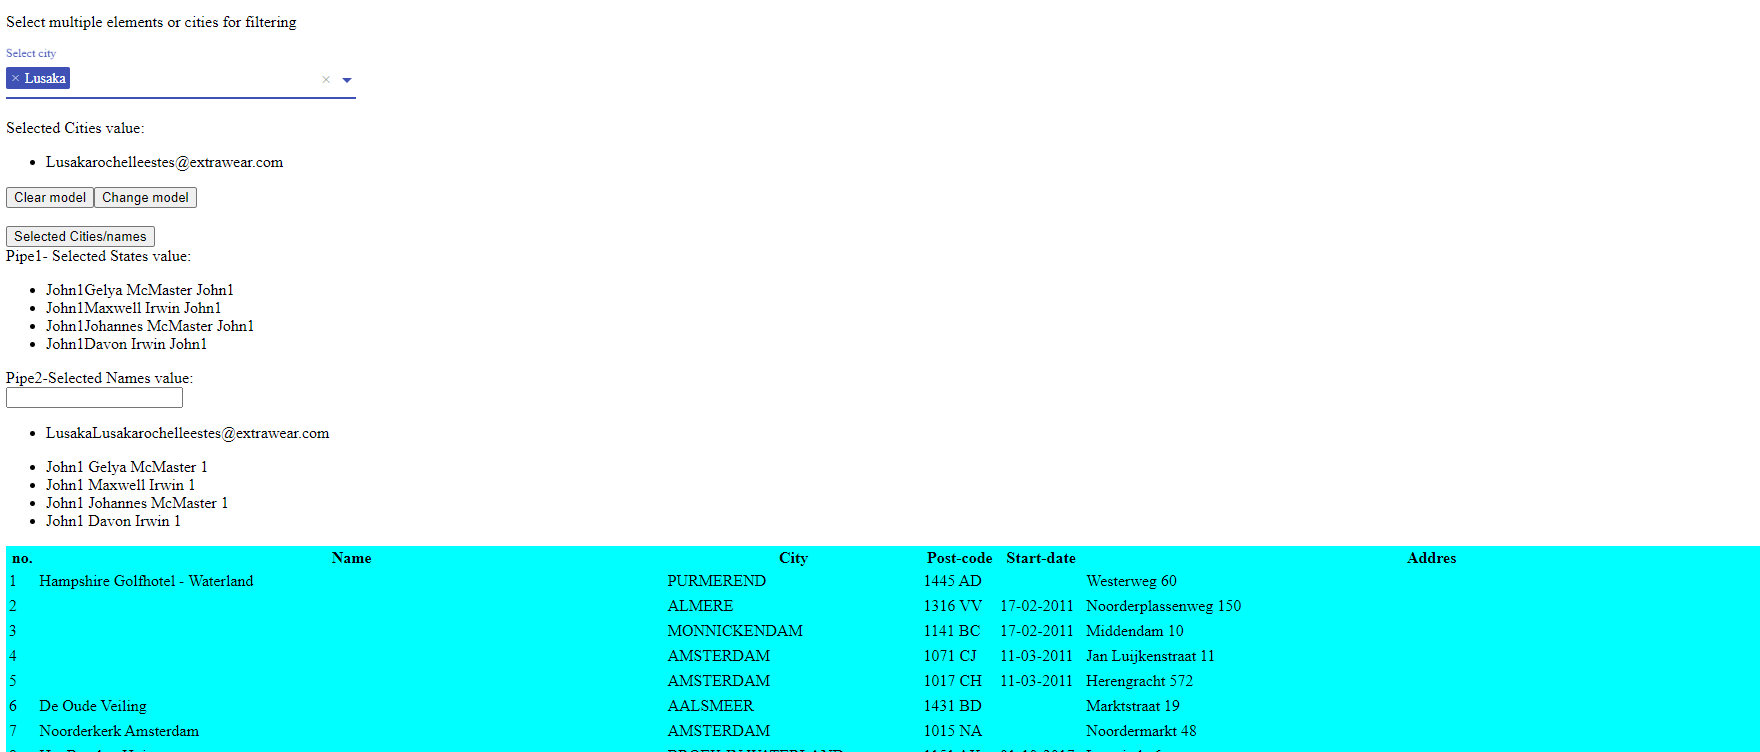 Select multiple elements or cities for filtering
Select city
× Lusaka × 
Selected Cities value:
Lusakarochelleestes@extrawear.com
Clear model Change model
Selected Cities/names
Pipe1- Selected States value:
John1Gelya McMaster John1
John1Maxwell Irwin John1
John1Johannes McMaster John1
John1Davon Irwin John1
Pipe2-Selected Names value:
LusakaLusakarochelleestes@extrawear.com
John1 Gelya McMaster 1
John1 Maxwell Irwin 1
John1 Johannes McMaster 1
John1 Davon Irwin 1
no. Name City Post-code Start-date Addres
1 Hampshire Golfhotel - Waterland PURMEREND 1445 AD Westerweg 60
2 ALMERE 1316 VV 17-02-2011 Noorderplassenweg 150
3 MONNICKENDAM 1141 BC 17-02-2011 Middendam 10
4 AMSTERDAM 1071 CJ 11-03-2011 Jan Luijkenstraat 11
5 AMSTERDAM 1017 CH 11-03-2011 Herengracht 572
6 De Oude Veiling AALSMEER 1431 BD Marktstraat 19
7 Noorderkerk Amsterdam AMSTERDAM 1015 NA Noordermarkt 48